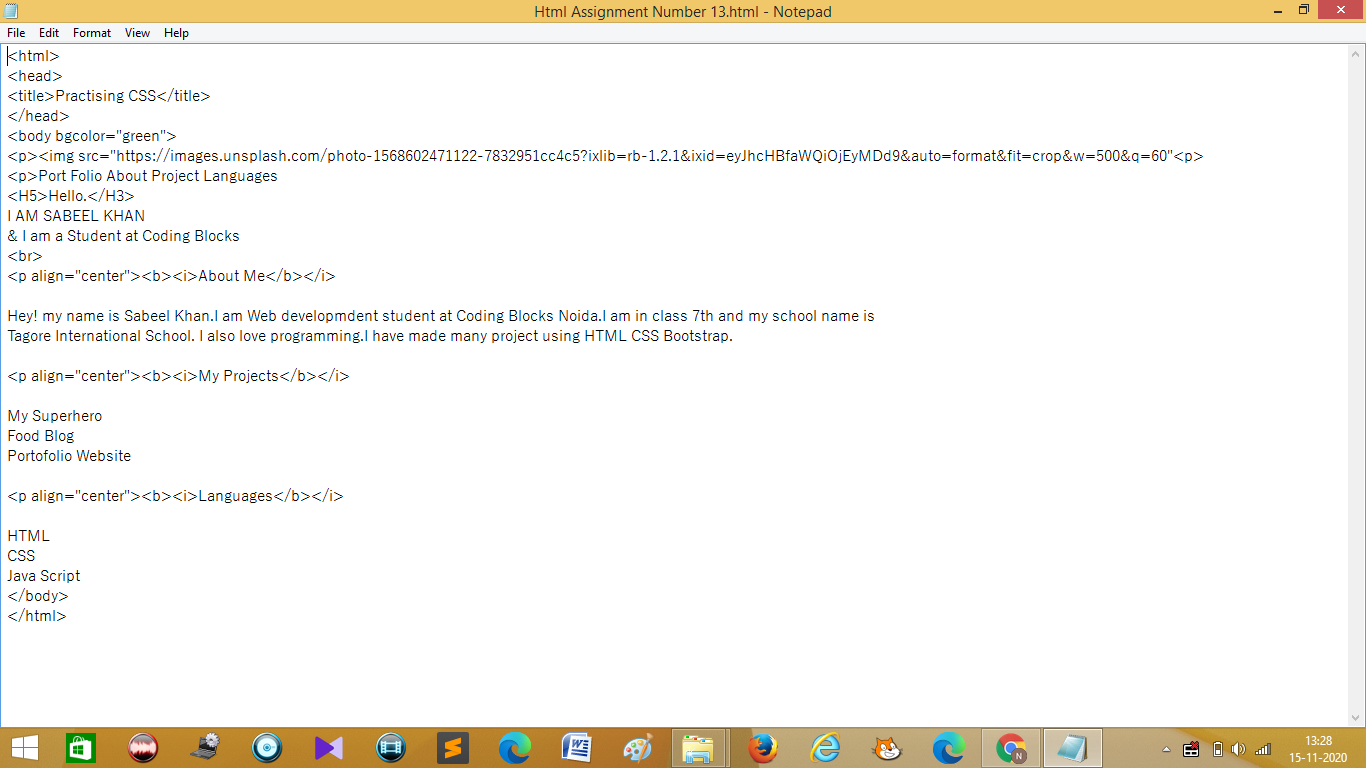 Html Assignment Number 13.html - Notepad
File Edit Format View Help
<html>
<head>
<title>Practising CSS</title>
</head>
<body bgcolor="green">
<p><img src="https://images.unsplash.com/photo-1568602471122-7832951cc4c5?ixlib=rb-1.2.1&ixid=eyJhcHBfaWQiOjEyMDd9&auto=format&fit=crop&w=500&q=60"<p>
<p>Port Folio About Project Languages
<H5>Hello.</H3>
I AM SABEEL KHAN
& I am a Student at Coding Blocks
<br>
<p align="center"><b><i>About Me</b></i>
Hey! my name is Sabeel Khan.I am Web developmdent student at Coding Blocks Noida.I am in class 7th and my school name is
Tagore International School. I also love programming.I have made many project using HTML CSS Bootstrap.
<p align="center"><b><i>My Projects</b></i>
My Superhero
Food Blog
Portofolio Website
<p align="center"><b><i>Languages</b></i>
HTML
CSS
Java Script
</body>
</html>
N
13:28
15-11-2020